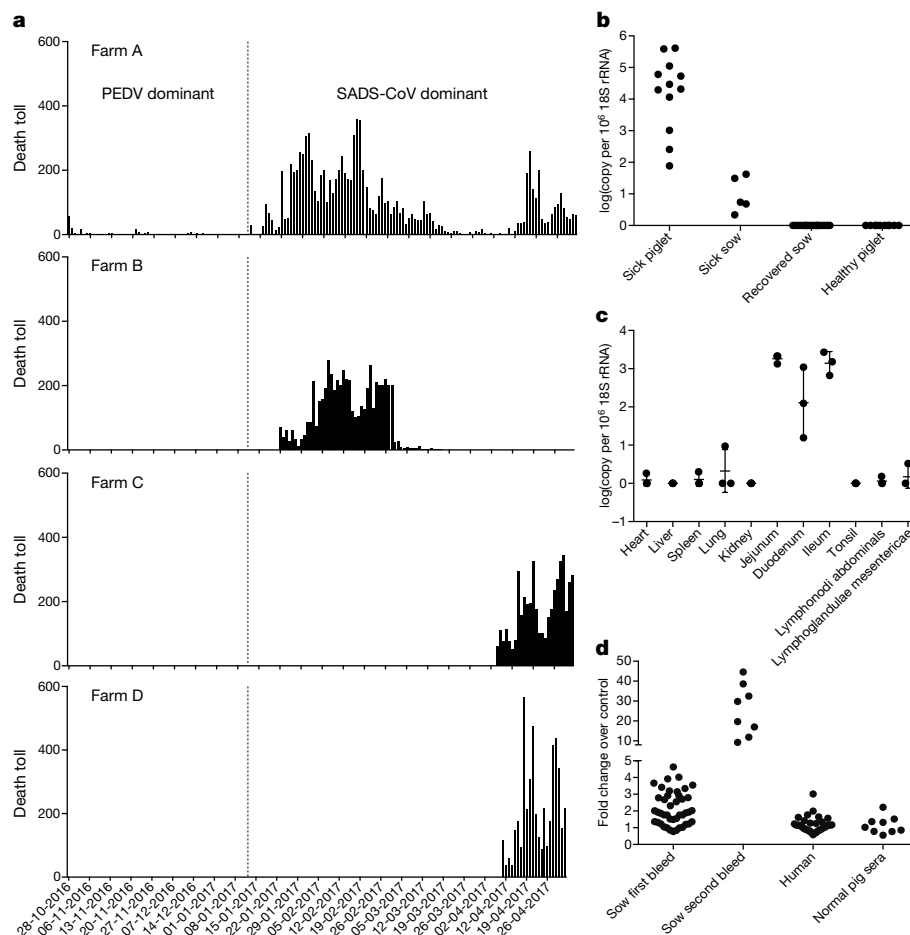 a
600
400
200
0
Death toll
Farm A
PEDV dominant
SADS-CoV dominant
600
400
200
0
Death toll
Farm B
600
400
200
0
Death toll
Farm C
600
400
200
0
Death toll
Farm D
28-10-2016
06-11-2016
13-11-2016
20-11-2016
27-11-2016
07-12-2016
14-12-2016
01-01-2017
08-01-2017
15-01-2017
22-01-2017
29-01-2017
05-02-2017
12-02-2017
19-02-2017
26-02-2017
05-03-2017
12-03-2017
19-03-2017
26-03-2017
02-04-2017
12-04-2017
19-04-2017
26-04-2017
b
6
5
4
3
2
1
0
log(copy per 10⁶ 18S rRNA)
Sick piglet
Sick sow
Recovered sow
Healthy piglet
c
4
3
2
1
0
−1
log(copy per 10⁶ 18S rRNA)
Heart
Liver
Spleen
Lung
Kidney
Jejunum
Duodenum
Ileum
Tonsil
Lymphonodi abdominals
Lymphoglandulae mesentericae
d
50
40
30
20
10
5
4
3
2
1
0
Fold change over control
Sow first bleed
Sow second bleed
Human
Normal pig sera